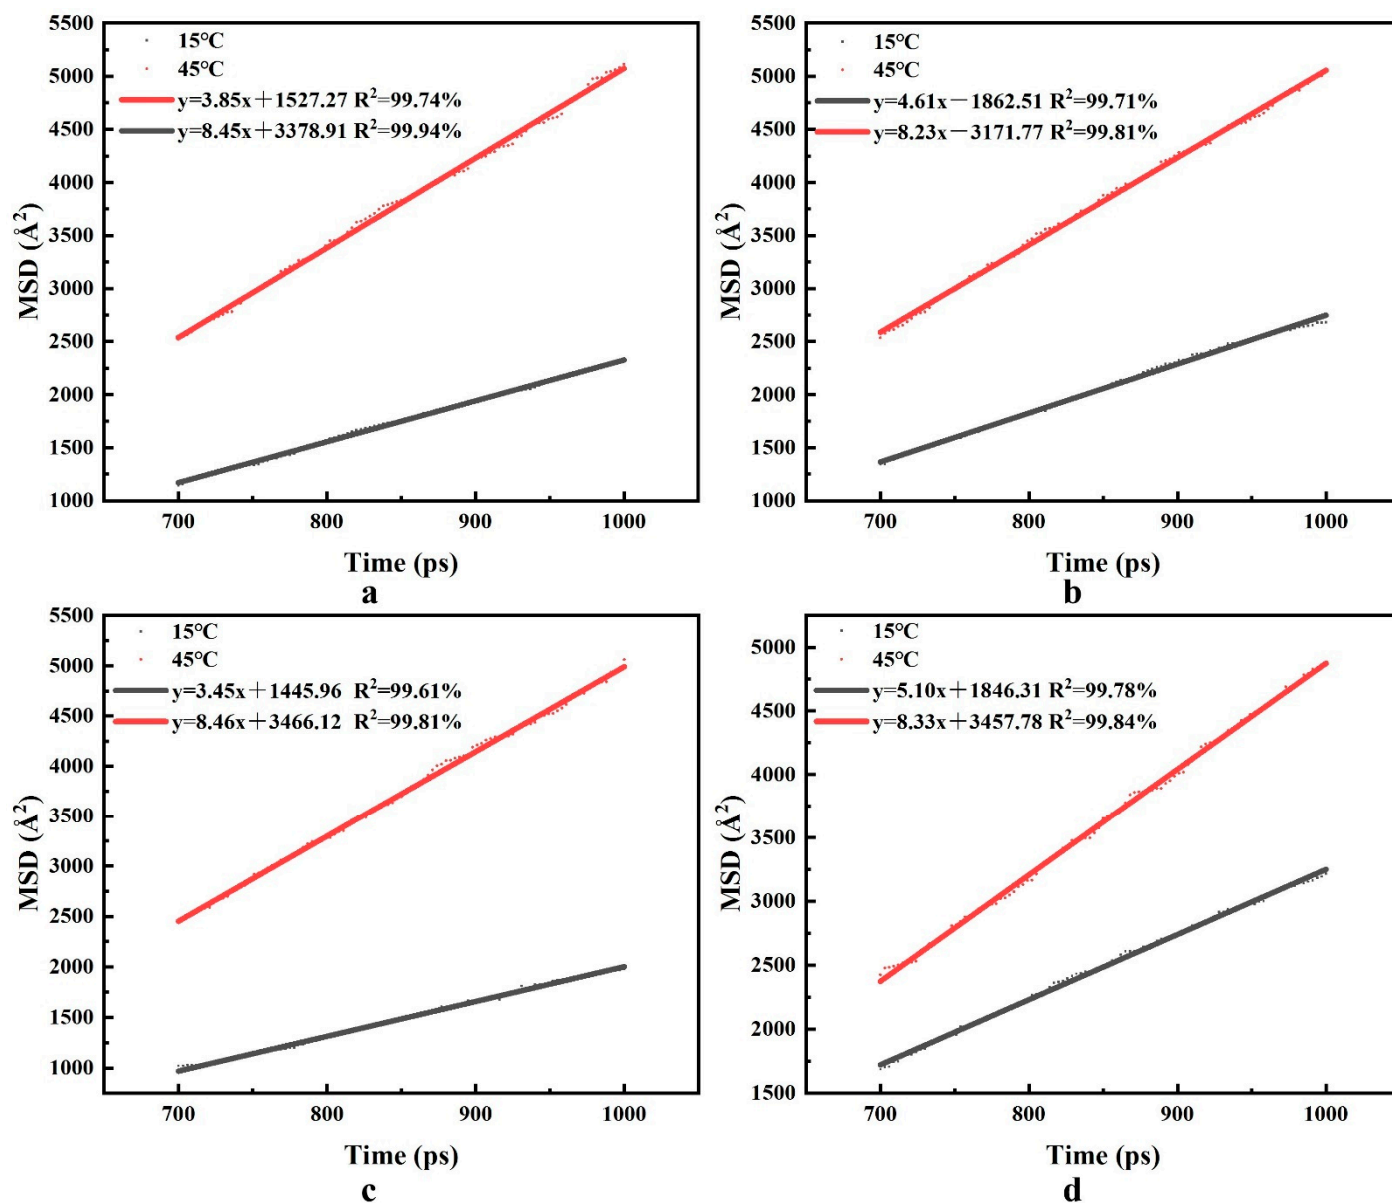 5500
5000
4500
4000
3500
3000
2500
2000
1500
1000
MSD (Å²)
15°C
45°C
y=3.85x+1527.27 R²=99.74%
y=8.45x+3378.91 R²=99.94%
700 800 900 1000
Time (ps)
a
5500
5000
4500
4000
3500
3000
2500
2000
1500
1000
MSD (Å²)
15°C
45°C
y=4.61x−1862.51 R²=99.71%
y=8.23x−3171.77 R²=99.81%
700 800 900 1000
Time (ps)
b
5500
5000
4500
4000
3500
3000
2500
2000
1500
1000
MSD (Å²)
15°C
45°C
y=3.45x+1445.96 R²=99.61%
y=8.46x+3466.12 R²=99.81%
700 800 900 1000
Time (ps)
c
5000
4500
4000
3500
3000
2500
2000
1500
MSD (Å²)
15°C
45°C
y=5.10x+1846.31 R²=99.78%
y=8.33x+3457.78 R²=99.84%
700 800 900 1000
Time (ps)
d